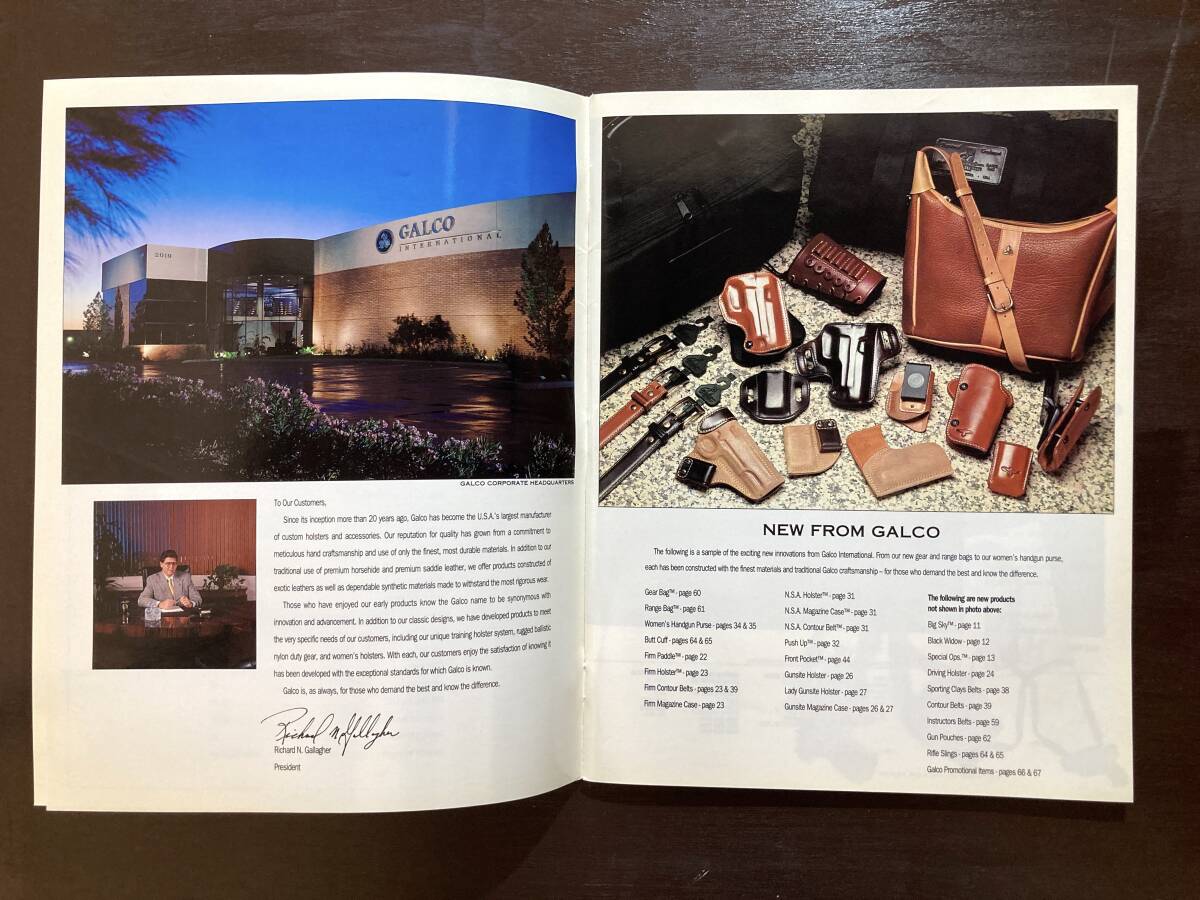 2019
GALCO
INTERNATIONAL
GALCO CORPORATE HEADQUARTERS
To Our Customers,
Since its inception more than 20 years ago, Galco has become the U.S.A.'s largest manufacturer
of custom holsters and accessories. Our reputation for quality has grown from a commitment to
meticulous hand craftsmanship and use of only the finest, most durable materials. In addition to our
traditional use of premium horsehide and premium saddle leather, we offer products constructed of
exotic leathers as well as dependable synthetic materials made to withstand the most rigorous wear.
Those who have enjoyed our early products know the Galco name to be synonymous with
innovation and advancement. In addition to our classic designs, we have developed products to meet
the very specific needs of our customers, including our unique training holster system, rugged ballistic
nylon duty gear, and women's holsters. With each, our customers enjoy the satisfaction of knowing it
has been developed with the exceptional standards for which Galco is known.
Galco is, as always, for those who demand the best and know the difference.
Richard N. Gallagher
Richard N. Gallagher
President
NEW FROM GALCO
The following is a sample of the exciting new innovations from Galco International. From our new gear and range bags to our women's handgun purse,
each has been constructed with the finest materials and traditional Galco craftsmanship – for those who demand the best and know the difference.
Gear Bag™ - page 60
Range Bag™ - page 61
Women's Handgun Purse - pages 34 & 35
Butt Cuff - pages 64 & 65
Firm Paddle™ - page 22
Firm Holster™ - page 23
Firm Contour Belts - pages 23 & 39
Firm Magazine Case - page 23
N.S.A. Holster™ - page 31
N.S.A. Magazine Case™ - page 31
N.S.A. Contour Belt™ - page 31
Push Up™ - page 32
Front Pocket™ - page 44
Gunsite Holster - page 26
Lady Gunsite Holster - page 27
Gunsite Magazine Case - pages 26 & 27
The following are new products
not shown in photo above:
Big Sky™ - page 11
Black Widow - page 12
Special Ops.™ - page 13
Driving Holster - page 24
Sporting Clays Belts - page 38
Contour Belts - page 39
Instructors Belts - page 59
Gun Pouches - page 62
Rifle Slings - pages 64 & 65
Galco Promotional Items - pages 66 & 67